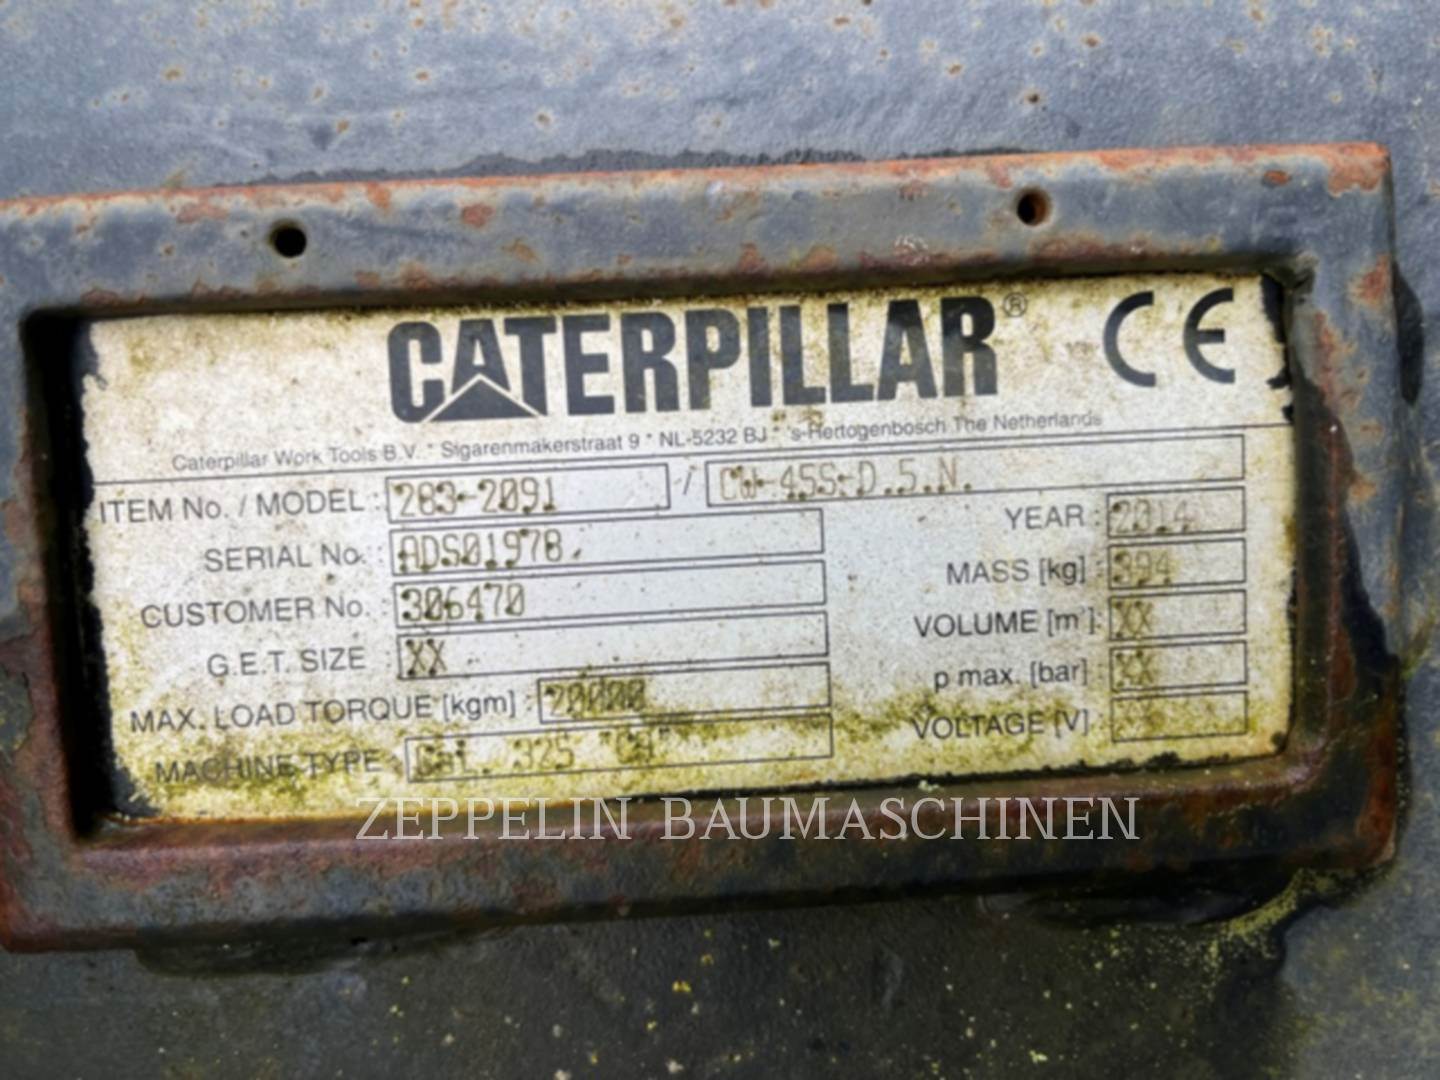 CATERPILLAR® CE
Caterpillar Work Tools B.V. * Sigarenmakerstraat 9 * NL-5232 BJ * 's-Hertogenbosch The Netherlands
ITEM No. / MODEL : 283-2091 / CW-45S-D.S.N.
SERIAL No. : ADS01978.
CUSTOMER No. : 306470
G.E.T. SIZE : XX
MAX. LOAD TORQUE [kgm] : 20000
MACHINE TYPE : Cat. 325
YEAR : 2014
MASS [kg] : 394
VOLUME [m³] : XX
p max. [bar] : XX
VOLTAGE [V] :
ZEPPELIN BAUMASCHINEN